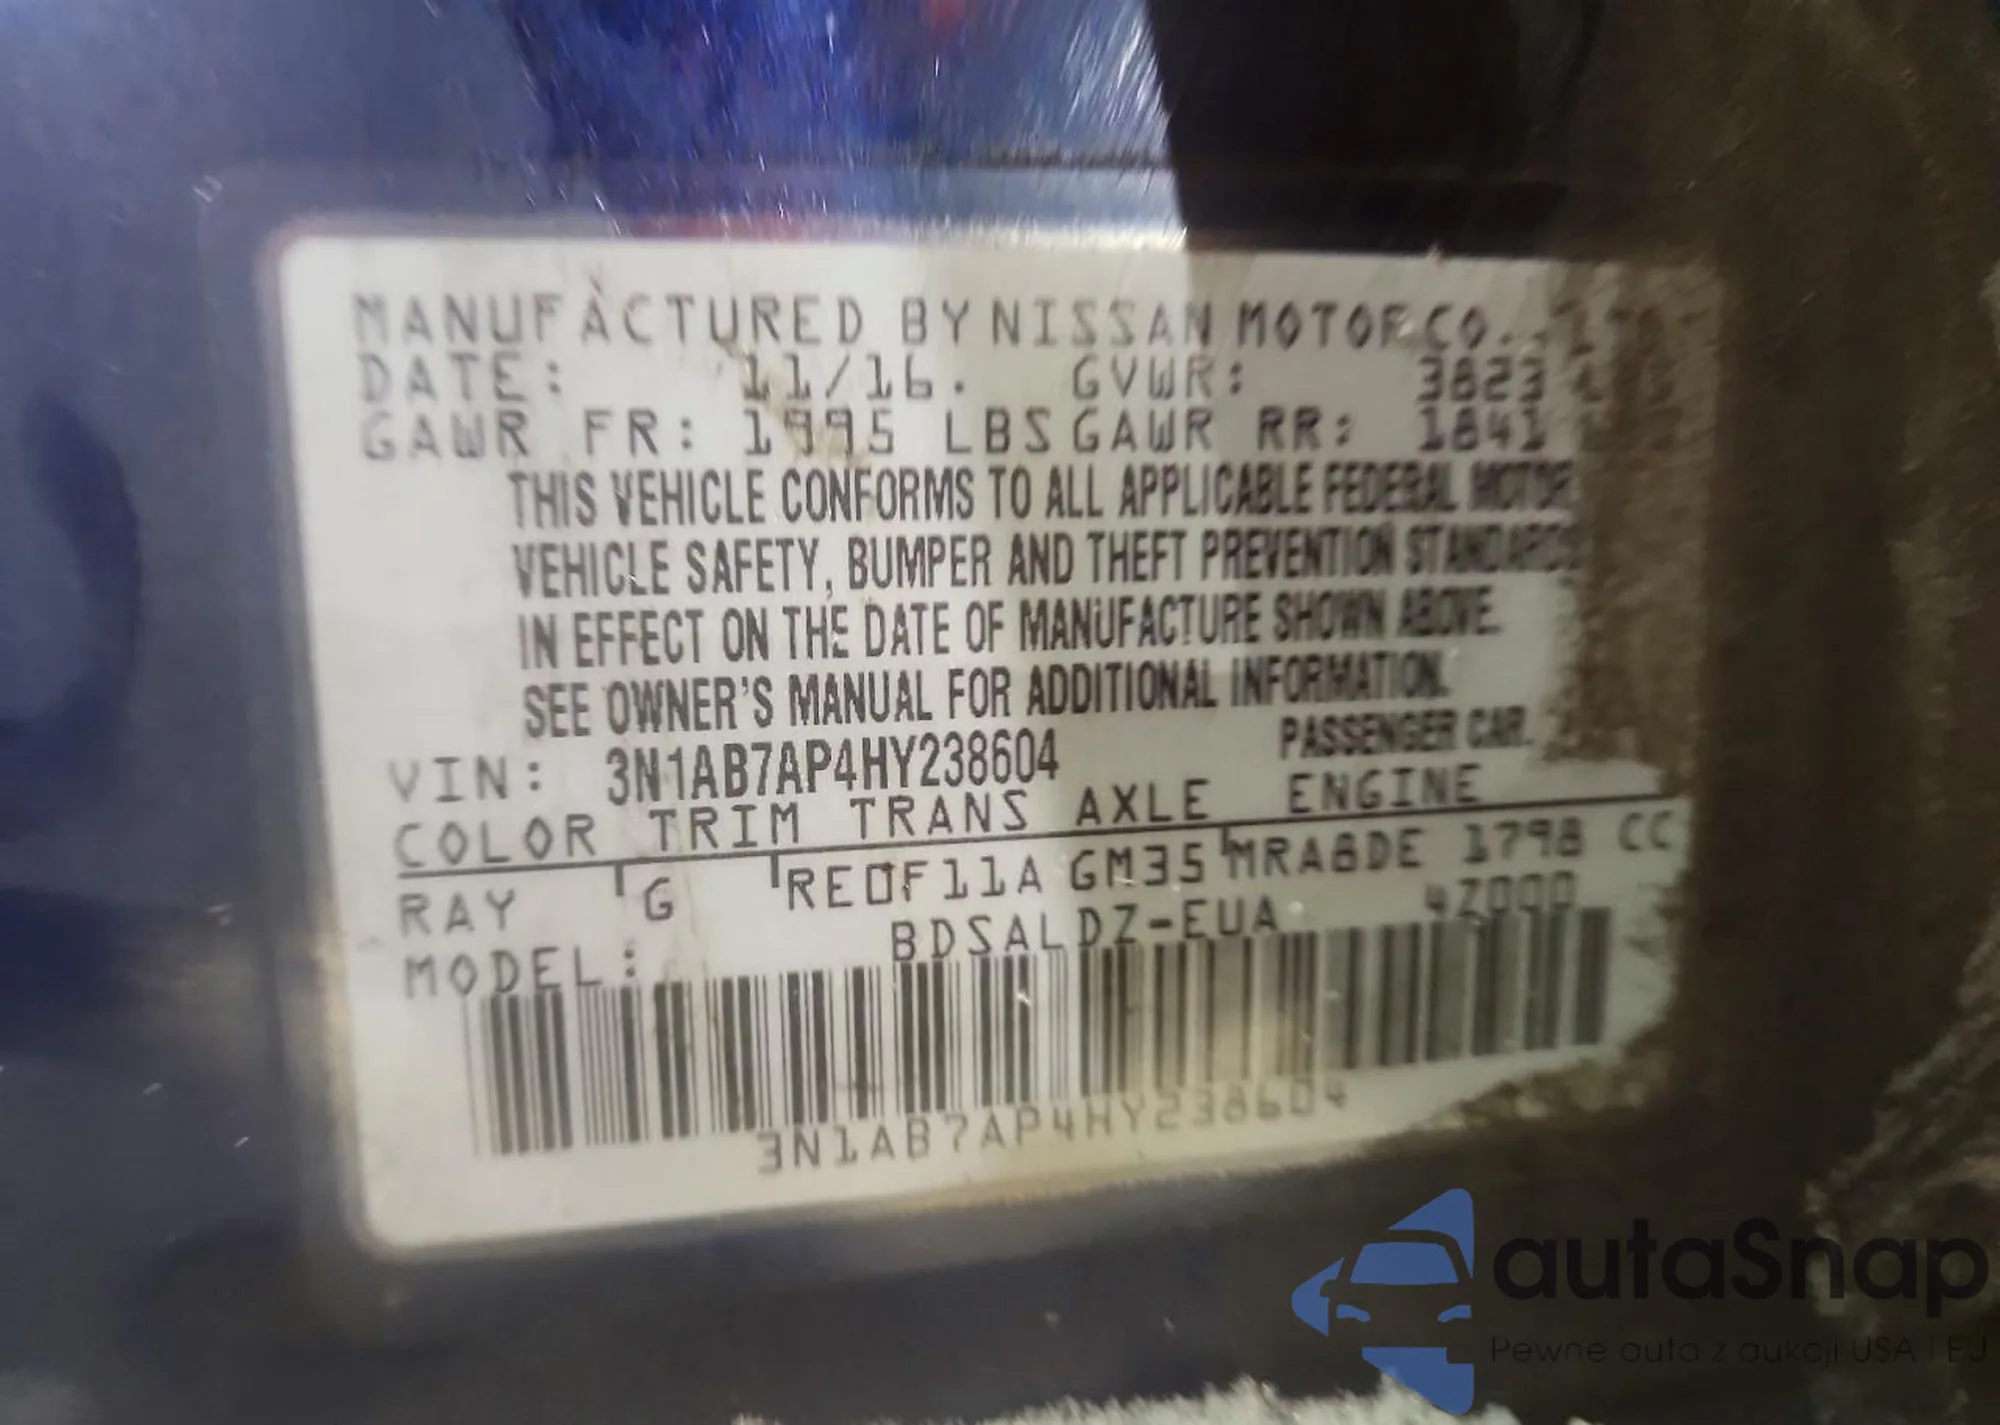 MANUFACTURED BY NISSAN MOTOR CO.,
DATE: 11/16. GVWR: 3823
GAWR FR: 1995 LBS GAWR RR: 1841
THIS VEHICLE CONFORMS TO ALL APPLICABLE FEDERAL MOTOR
VEHICLE SAFETY, BUMPER AND THEFT PREVENTION STANDARDS
IN EFFECT ON THE DATE OF MANUFACTURE SHOWN ABOVE.
SEE OWNER'S MANUAL FOR ADDITIONAL INFORMATION.
VIN: 3N1AB7AP4HY238604 PASSENGER CAR.
COLOR TRIM TRANS AXLE ENGINE
RAY G RE0F11A GM35 MRA8DE 1798 CC
MODEL: BDSALDZ-EUA 4Z000
3N1AB7AP4HY238604
autaSnap
Pewne auta z aukcji USA i EU